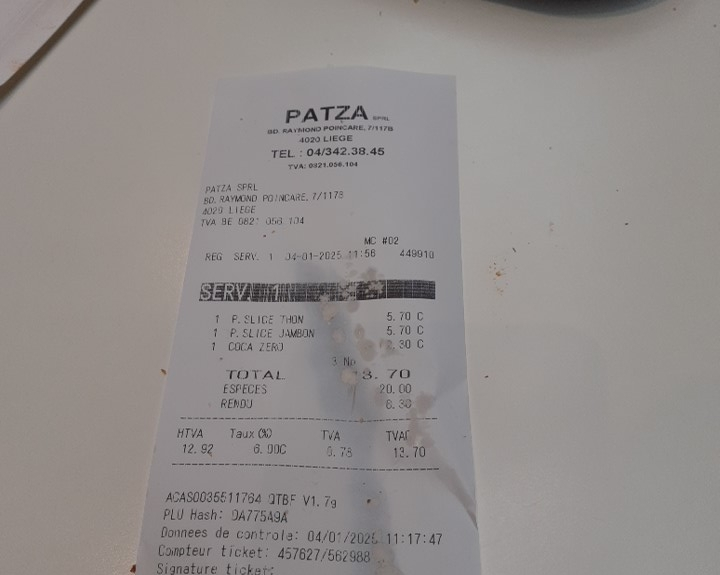 PATZA SPRL
BD. RAYMOND POINCARE, 7/117B
4020 LIEGE
TEL : 04/342.38.45
TVA: 0821.056.104
PATZA SPRL
BD. RAYMOND POINCARE, 7/117B
4020 LIEGE
TVA BE 0821 056 104
MC #02
REG SERV. 1 04-01-2025 11:56 449910
SERV. 1
1 P. SLICE THON 5.70 C
1 P. SLICE JAMBON 5.70 C
1 COCA ZERO 2.30 C
3 No
TOTAL 13.70
ESPECES 20.00
RENDU 6.30
HTVA Taux (%) TVA TVAC
12.92 6.00C 0.78 13.70
ACAS0035511764 QTBF V1.7g
PLU Hash: DA77549A
Donnees de controle: 04/01/2025 11:17:47
Compteur ticket: 457627/562988
Signature ticket: